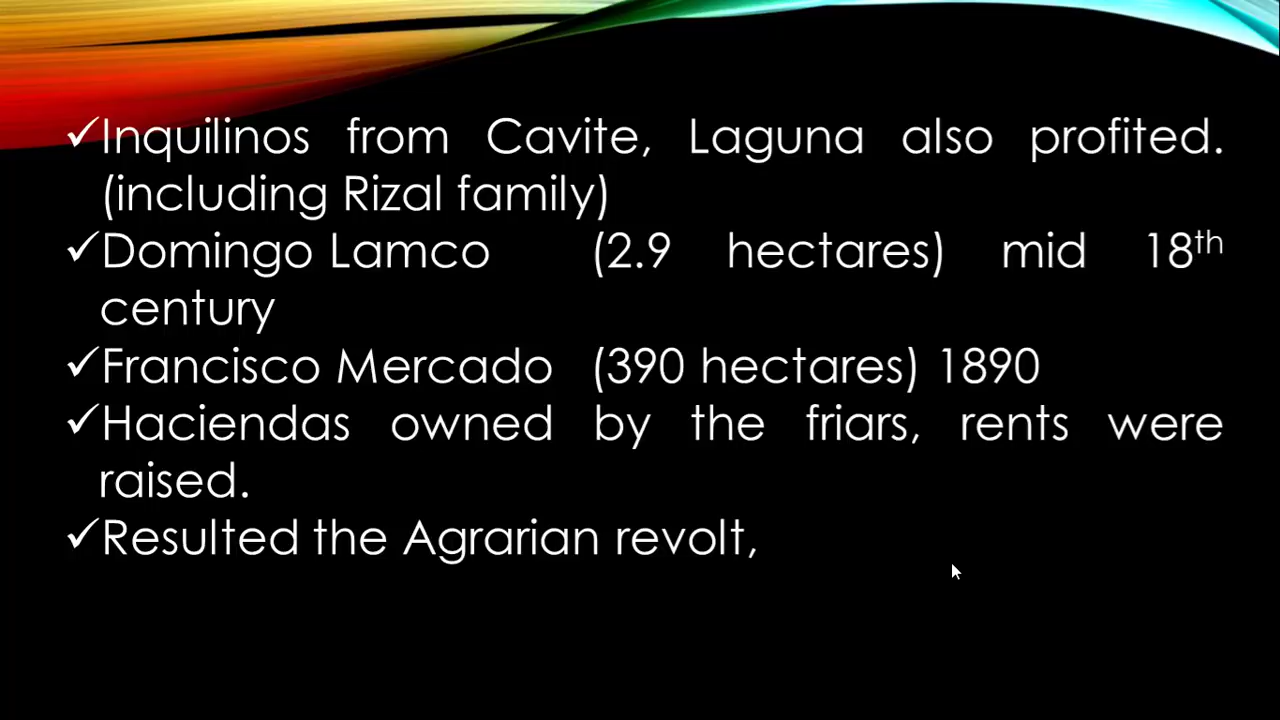 ✓Inquilinos from Cavite, Laguna also profited.
(including Rizal family)
✓Domingo Lamco (2.9 hectares) mid 18th
century
✓Francisco Mercado (390 hectares) 1890
✓Haciendas owned by the friars, rents were
raised.
✓Resulted the Agrarian revolt,